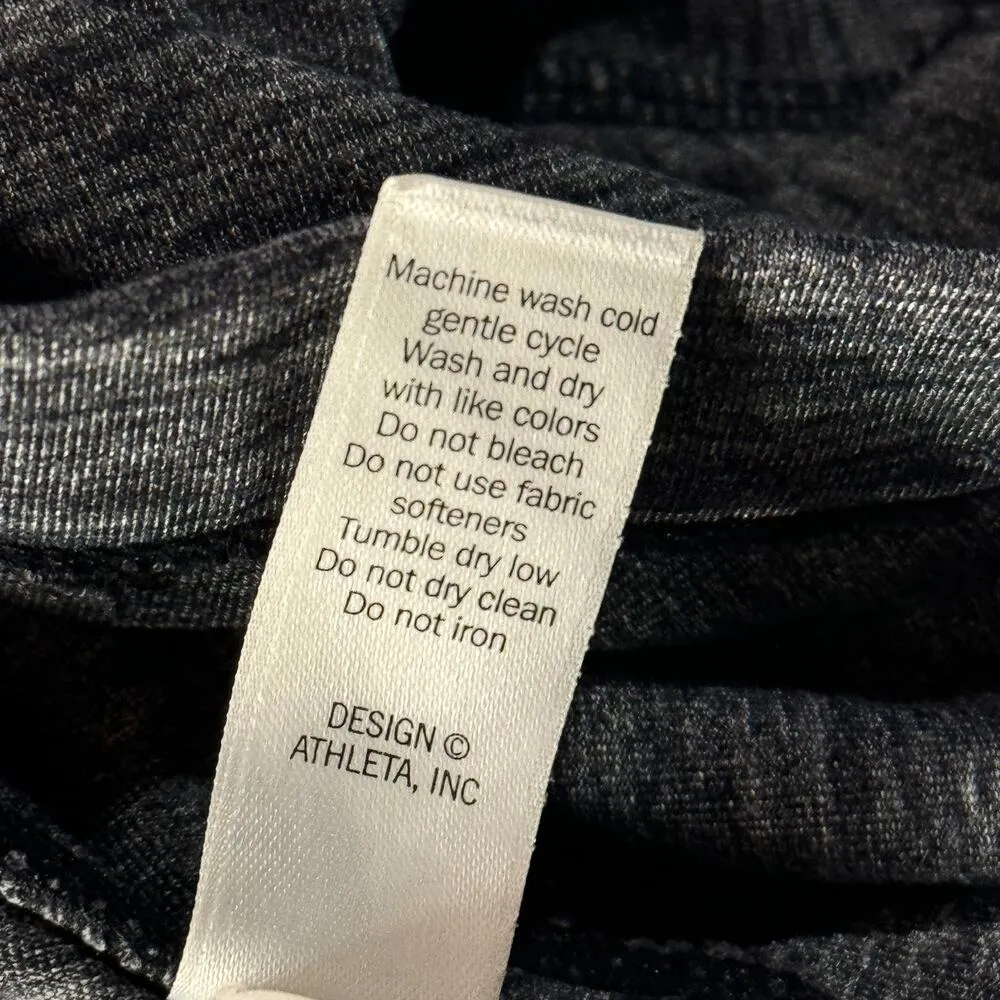 Machine wash cold
gentle cycle
Wash and dry
with like colors
Do not bleach
Do not use fabric
softeners
Tumble dry low
Do not dry clean
Do not iron
DESIGN ©
ATHLETA, INC